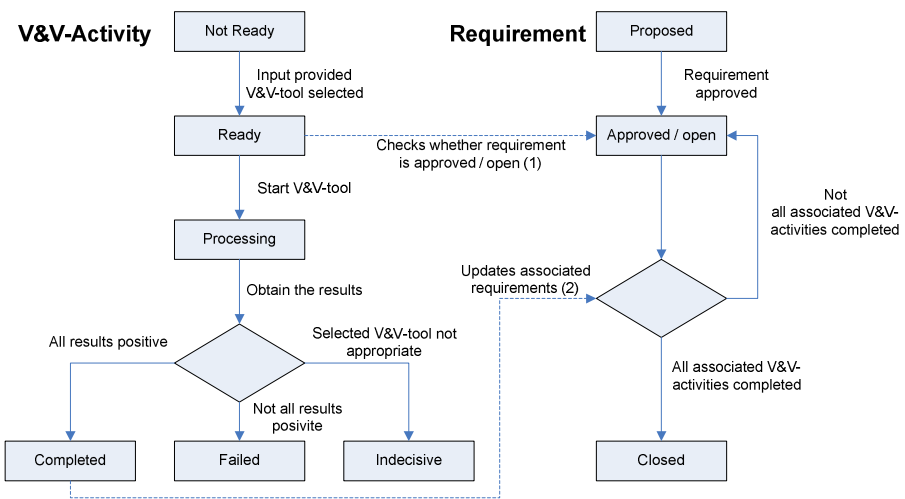 V&V-Activity
Not Ready
Input provided
V&V-tool selected
Ready
Start V&V-tool
Processing
Obtain the results
All results positive
Selected V&V-tool not
appropriate
Not all results
posivite
Completed
Failed
Indecisive
Requirement
Proposed
Requirement
approved
Checks whether requirement
is approved / open (1)
Approved / open
Not
all associated V&V-
activities completed
Updates associated
requirements (2)
All associated V&V-
activities completed
Closed